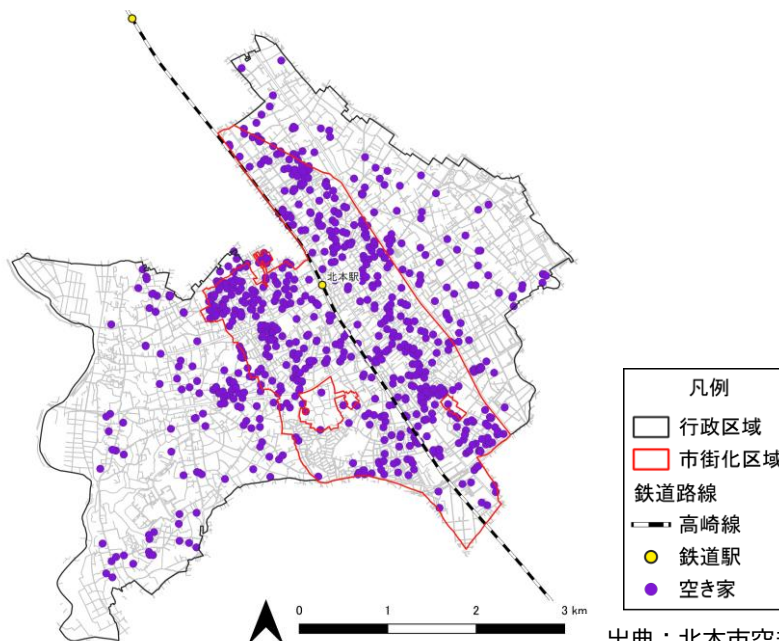 北本駅
凡例
行政区域
市街化区域
鉄道路線
高崎線
鉄道駅
空き家
0 1 2 3 km
出典：北本市空